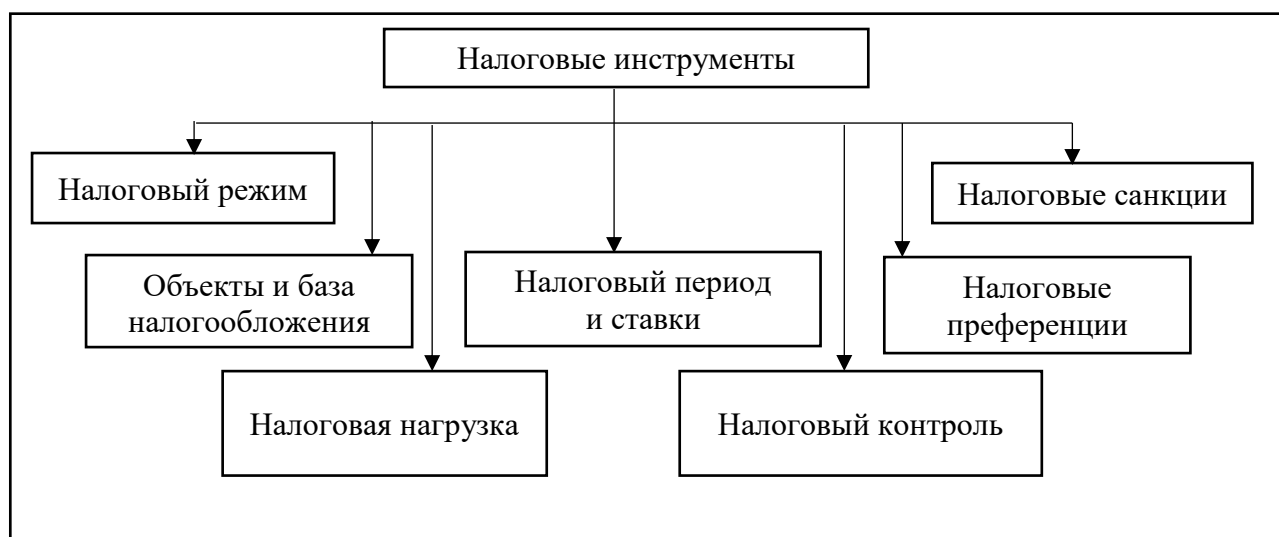 Налоговые инструменты
Налоговый режим
Налоговые санкции
Объекты и база
налогообложения
Налоговый период
и ставки
Налоговые
преференции
Налоговая нагрузка
Налоговый контроль